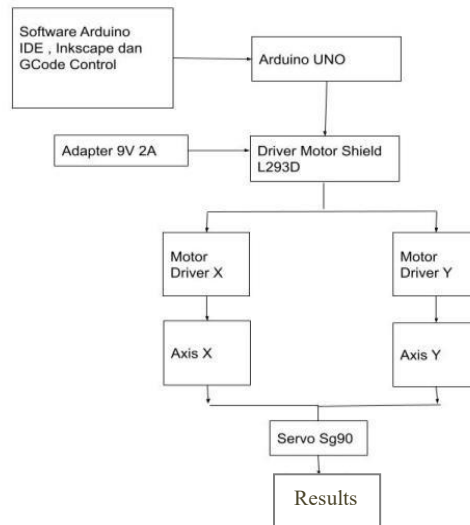 Software Arduino
IDE , Inkscape dan
GCode Control
Arduino UNO
Adapter 9V 2A
Driver Motor Shield
L293D
Motor
Driver X
Motor
Driver Y
Axis X
Axis Y
Servo Sg90
Results